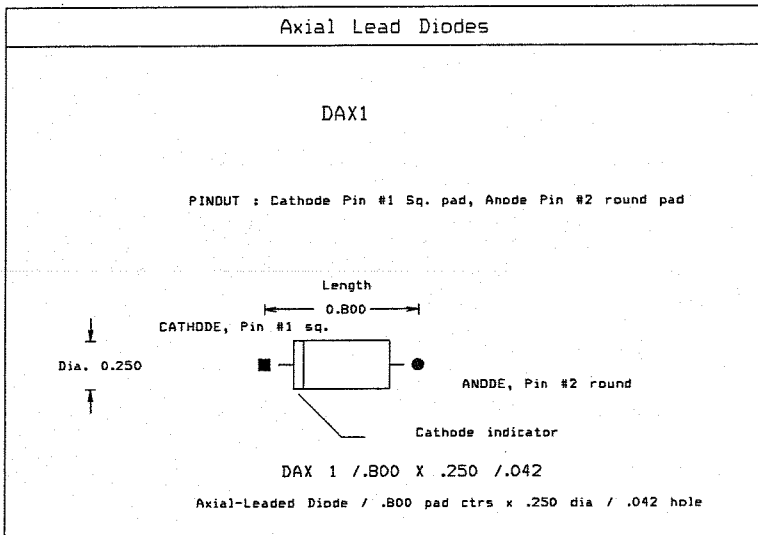 Axial Lead Diodes
DAX1
PINOUT : Cathode Pin #1 Sq. pad, Anode Pin #2 round pad
Length
0.800
CATHODE, Pin #1 sq.
Dia. 0.250
ANODE, Pin #2 round
Cathode indicator
DAX 1 /.800 X .250 /.042
Axial-Leaded Diode / .800 pad ctrs x .250 dia / .042 hole